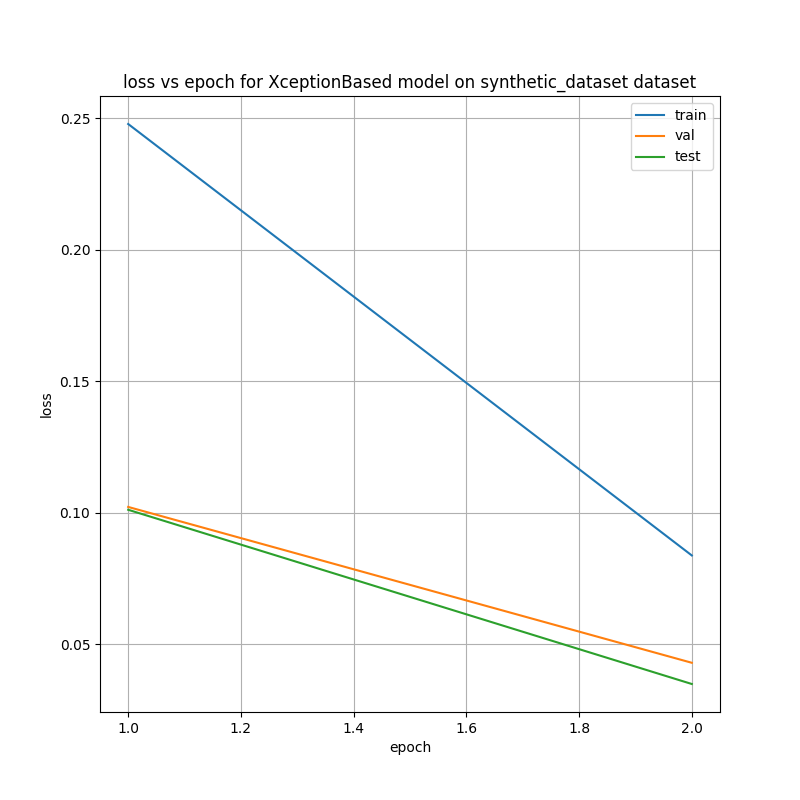 loss vs epoch for XceptionBased model on synthetic_dataset dataset
train
val
test
0.25
0.20
0.15
0.10
0.05
loss
1.0 1.2 1.4 1.6 1.8 2.0
epoch